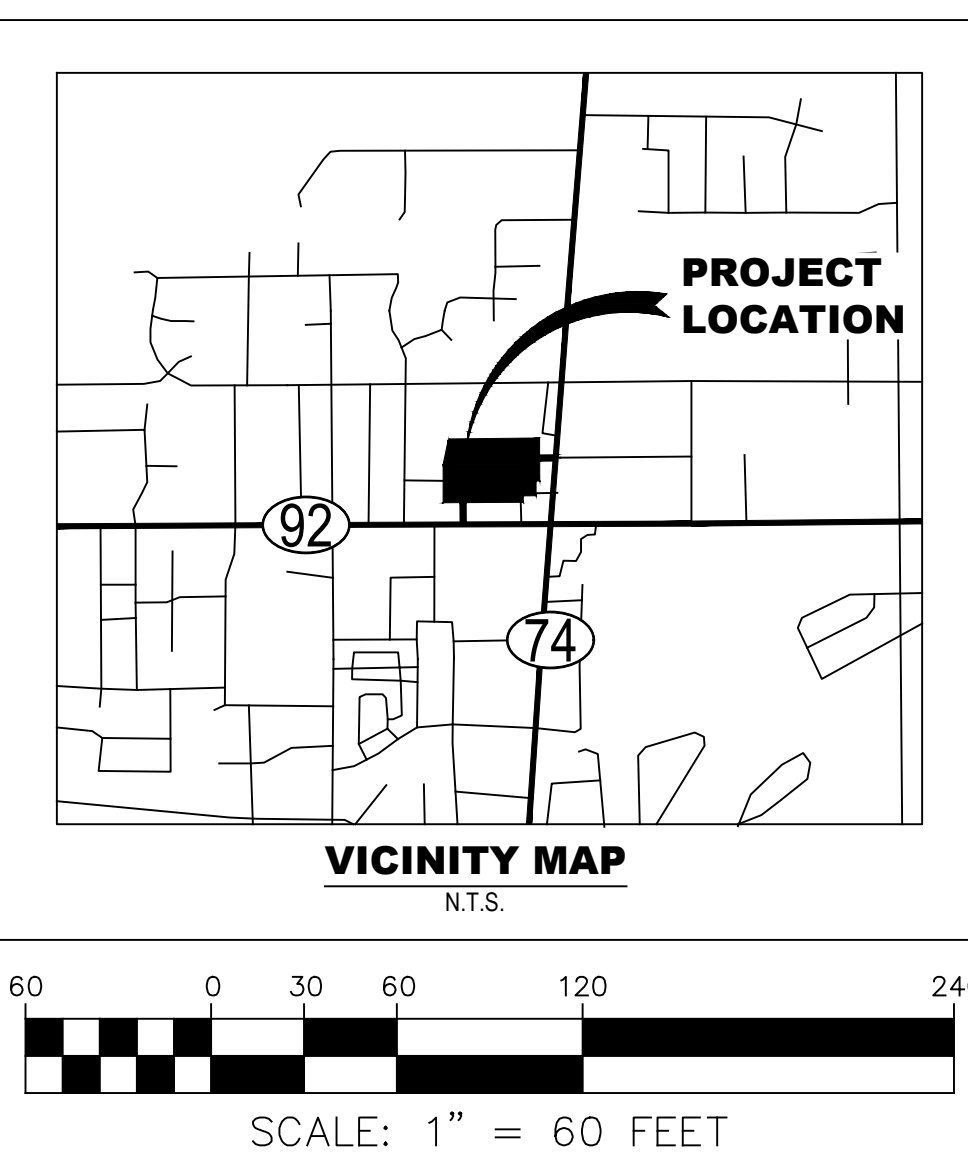 PROJECT
LOCATION
92
74
VICINITY MAP
N.T.S.
60 0 30 60 120
SCALE: 1” = 60 FEET